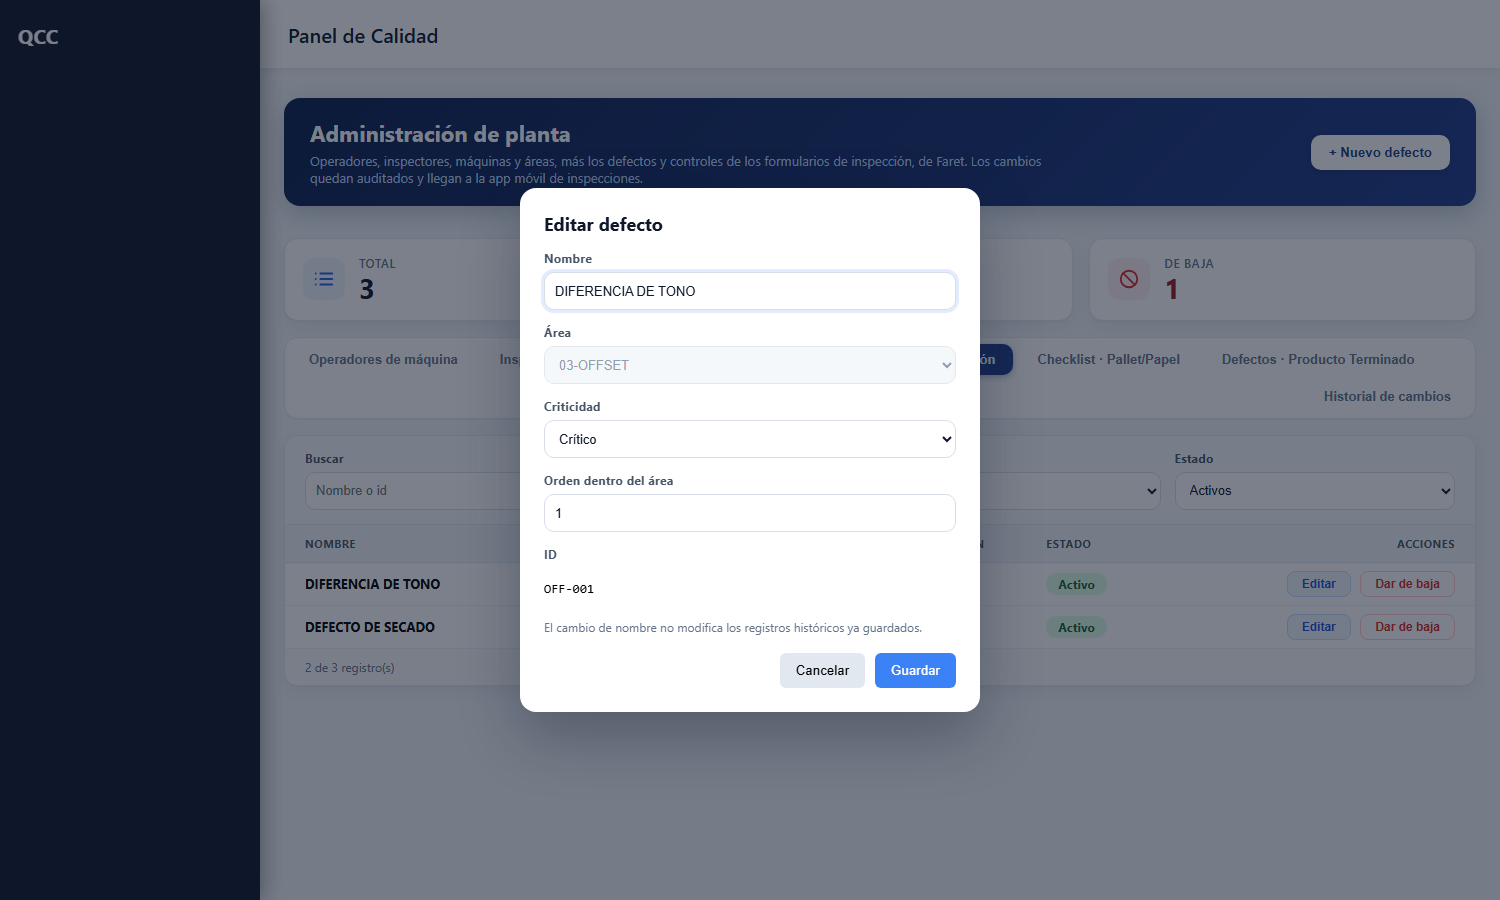 QCC
Panel de Calidad
Administración de planta
Operadores, inspectores, máquinas y áreas, más los defectos y controles de los formularios de inspección, de Faret. Los cambios
quedan auditados y llegan a la app móvil de inspecciones.
+ Nuevo defecto
TOTAL
3
DE BAJA
1
Operadores de máquina
Checklist · Pallet/Papel
Defectos · Producto Terminado
Historial de cambios
Buscar
Nombre o id
Estado
Activos
NOMBRE
ESTADO
ACCIONES
DIFERENCIA DE TONO
Activo
Editar
Dar de baja
DEFECTO DE SECADO
Activo
Editar
Dar de baja
2 de 3 registro(s)
Editar defecto
Nombre
DIFERENCIA DE TONO
Área
03-OFFSET
Criticidad
Crítico
Orden dentro del área
1
ID
OFF-001
El cambio de nombre no modifica los registros históricos ya guardados.
Cancelar
Guardar